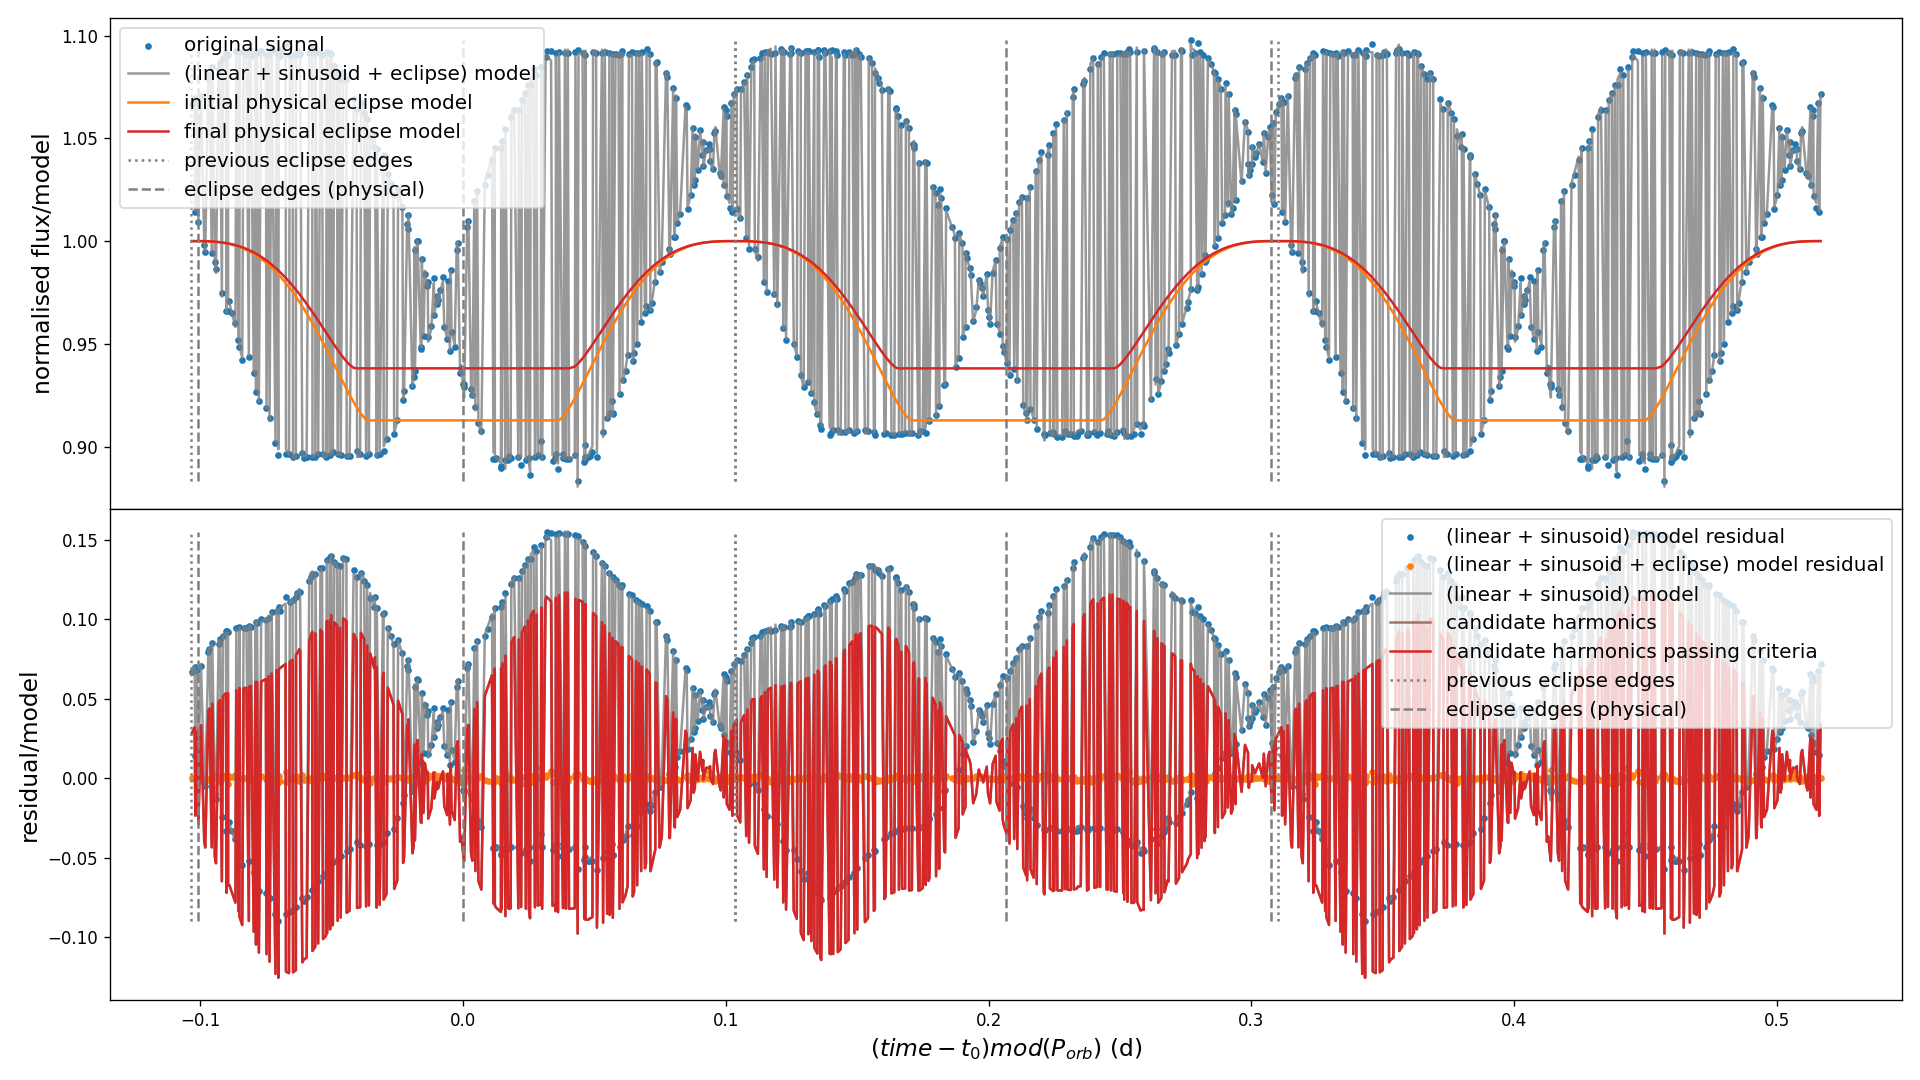 1.10
1.05
1.00
0.95
0.90
normalised flux/model
original signal
(linear + sinusoid + eclipse) model
initial physical eclipse model
final physical eclipse model
previous eclipse edges
eclipse edges (physical)
0.15
0.10
0.05
0.00
−0.05
−0.10
residual/model
(linear + sinusoid) model residual
(linear + sinusoid + eclipse) model residual
(linear + sinusoid) model
candidate harmonics
candidate harmonics passing criteria
previous eclipse edges
eclipse edges (physical)
−0.1 0.0 0.1 0.2 0.3 0.4 0.5
(time − t₀)mod(Pₒᵣᵦ) (d)